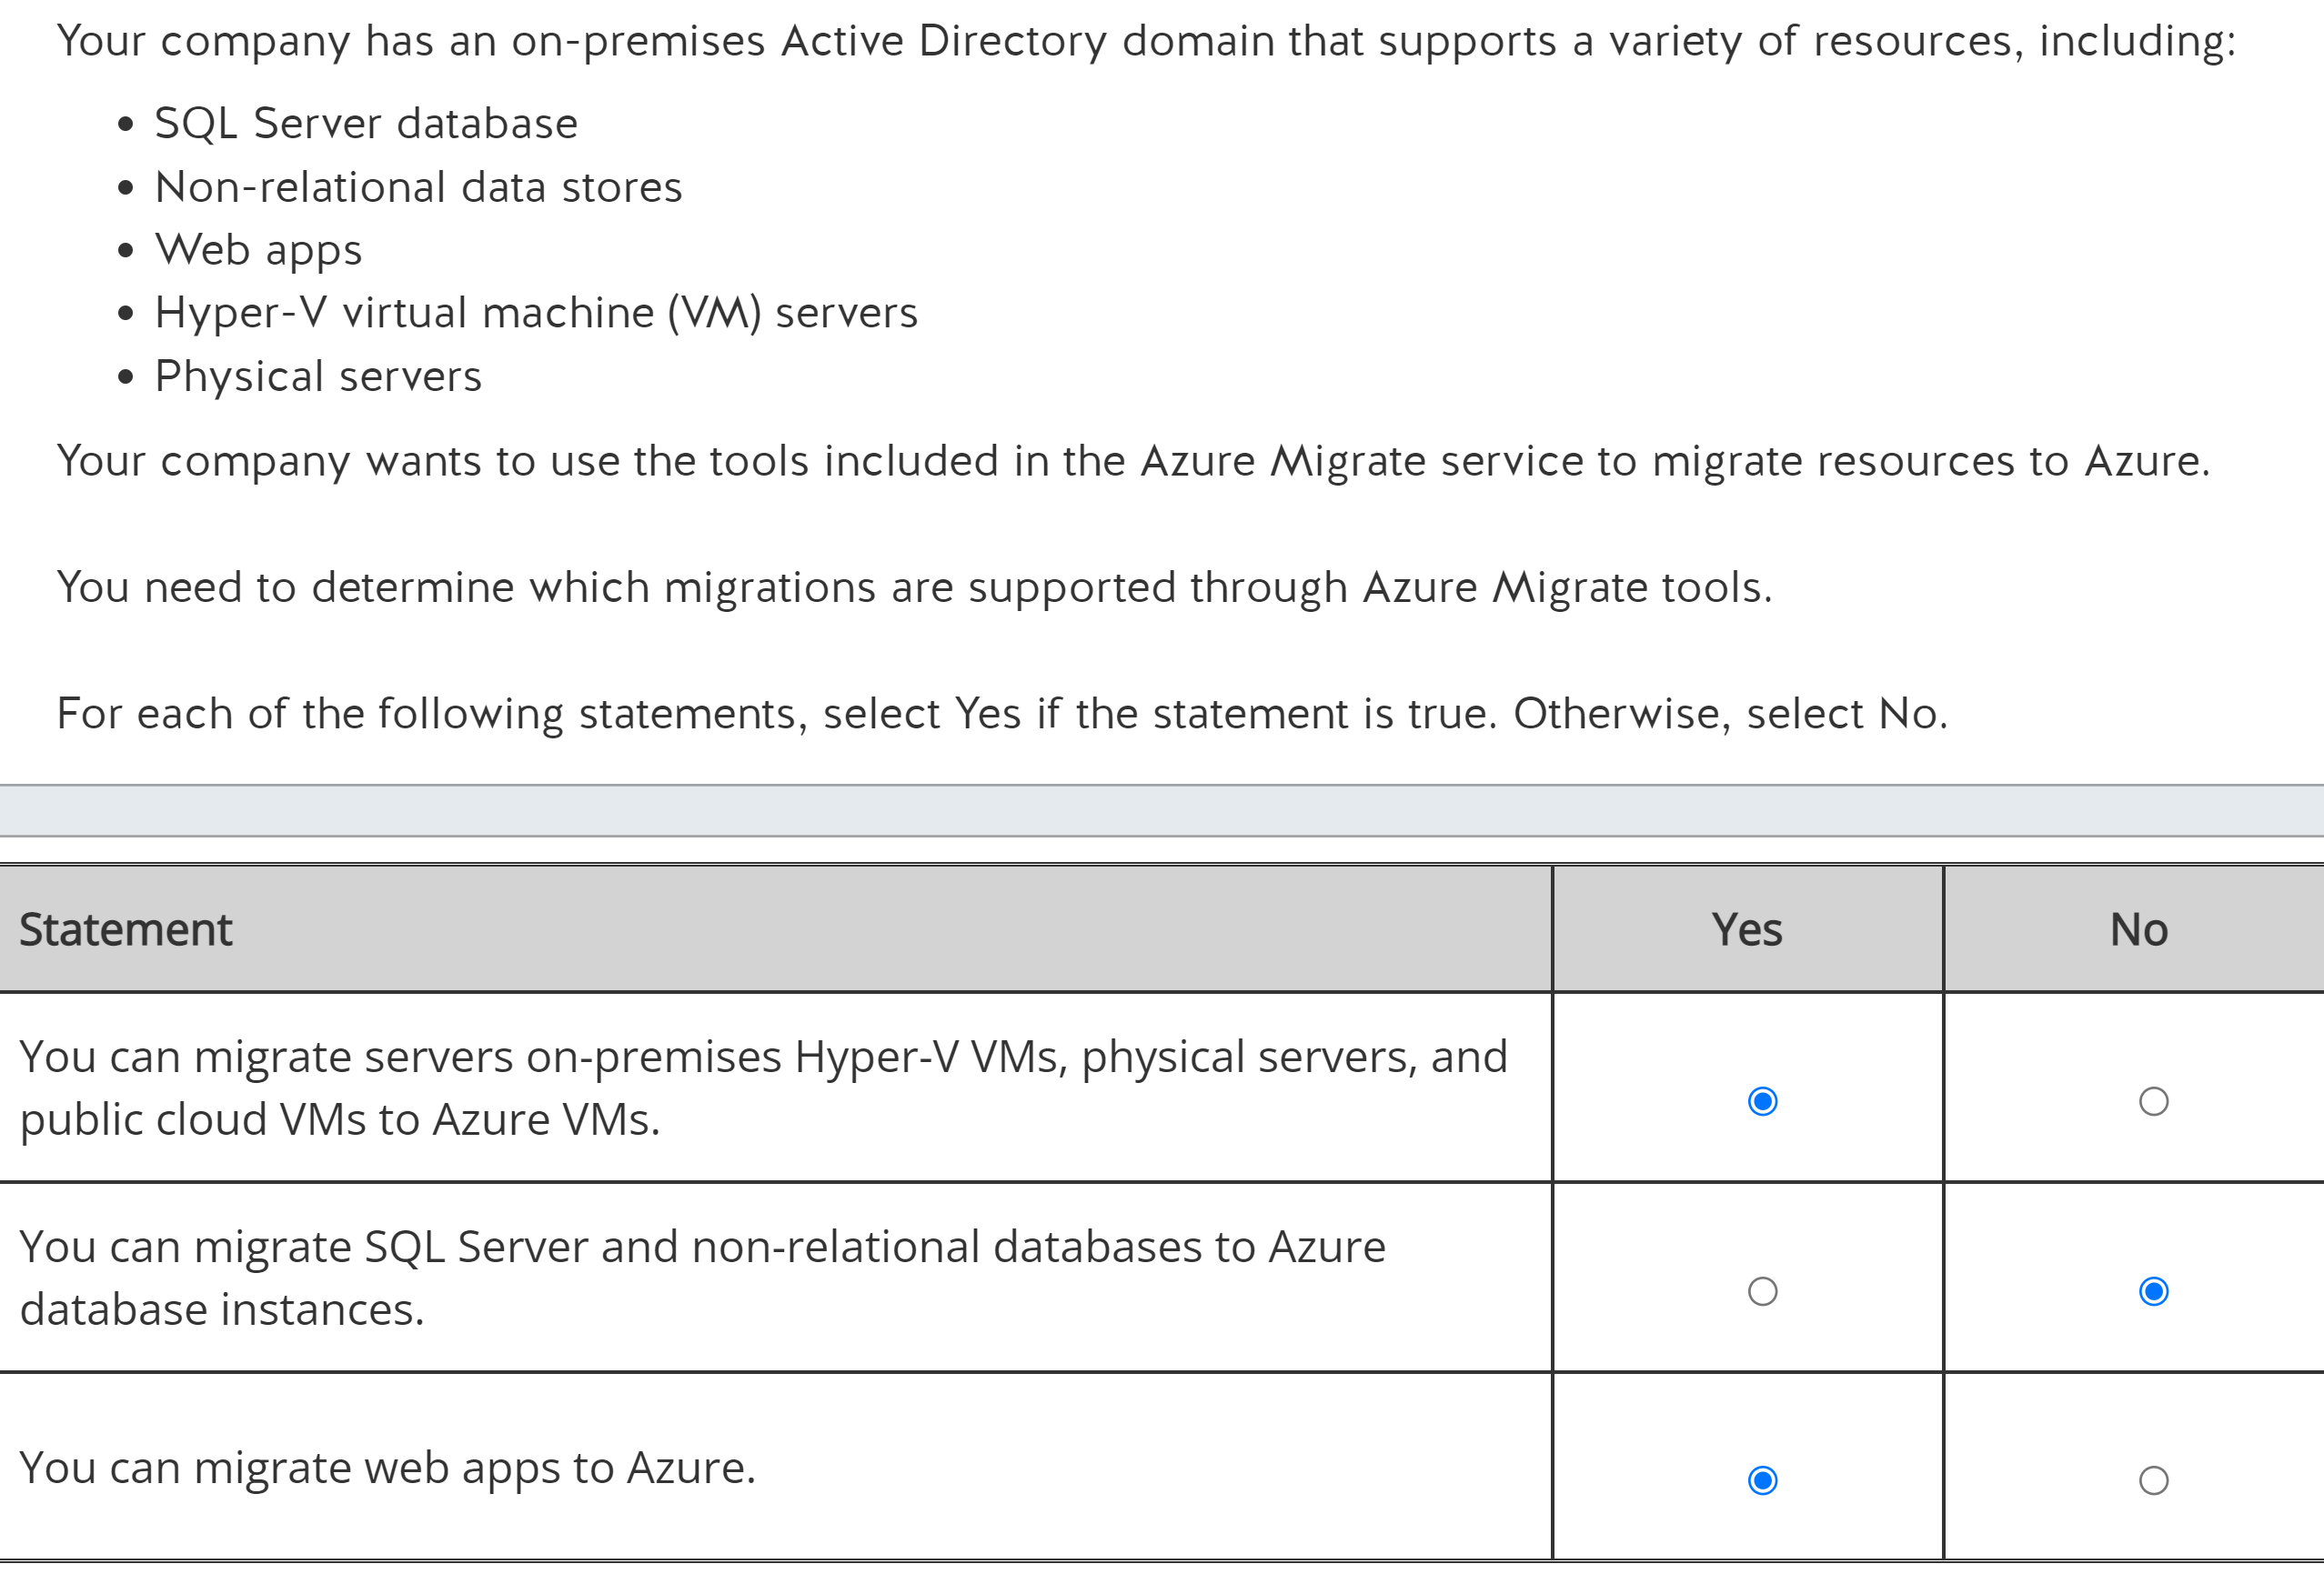 Your company has an on-premises Active Directory domain that supports a variety of resources, including:
• SQL Server database
• Non-relational data stores
• Web apps
• Hyper-V virtual machine (VM) servers
• Physical servers
Your company wants to use the tools included in the Azure Migrate service to migrate resources to Azure.
You need to determine which migrations are supported through Azure Migrate tools.
For each of the following statements, select Yes if the statement is true. Otherwise, select No.
Statement Yes No
You can migrate servers on-premises Hyper-V VMs, physical servers, and
public cloud VMs to Azure VMs.
You can migrate SQL Server and non-relational databases to Azure
database instances.
You can migrate web apps to Azure.